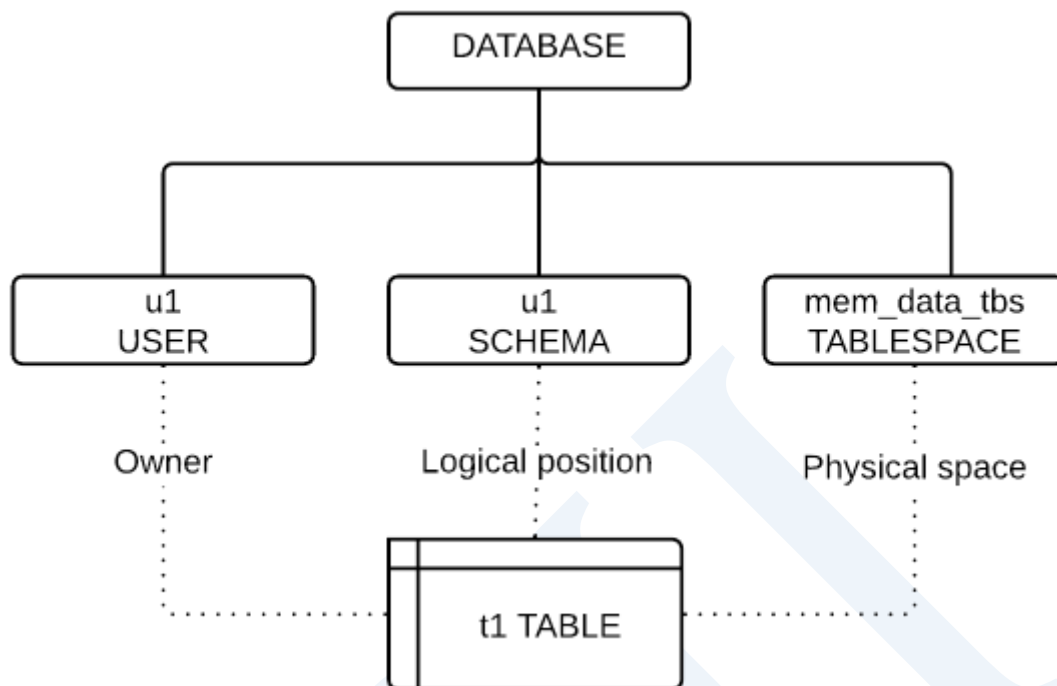 DATABASE
u1
USER
u1
SCHEMA
mem_data_tbs
TABLESPACE
Owner
Logical position
Physical space
t1 TABLE